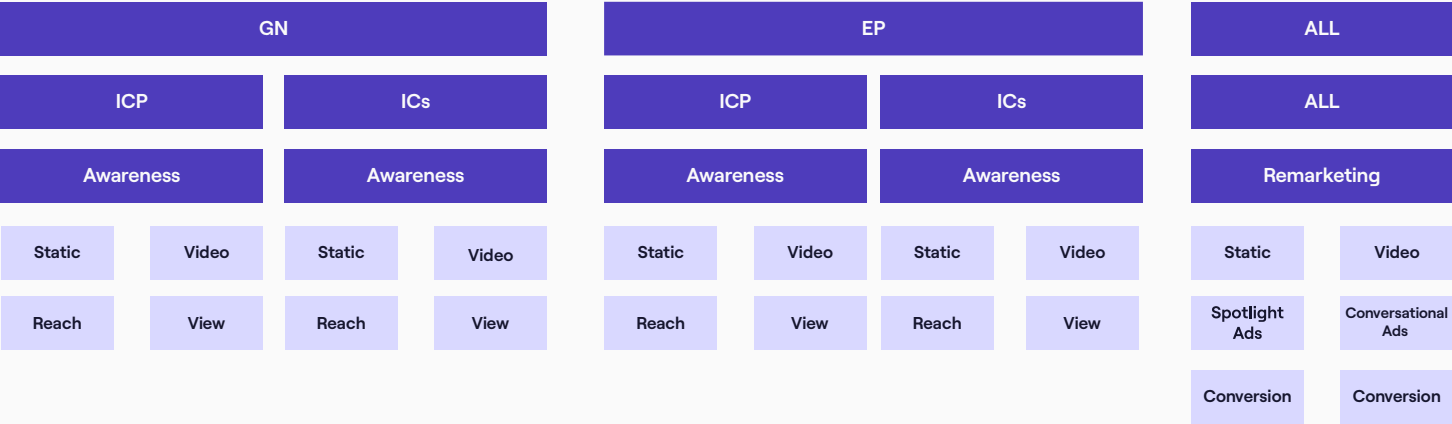 GN EP ALL
ICP ICs ICP ICs ALL
Awareness Awareness Awareness Awareness Remarketing
Static Video Static Video Static Video Static Video Static Video
Reach View Reach View Reach View Reach View Spotlight Ads Conversational Ads
Conversion Conversion